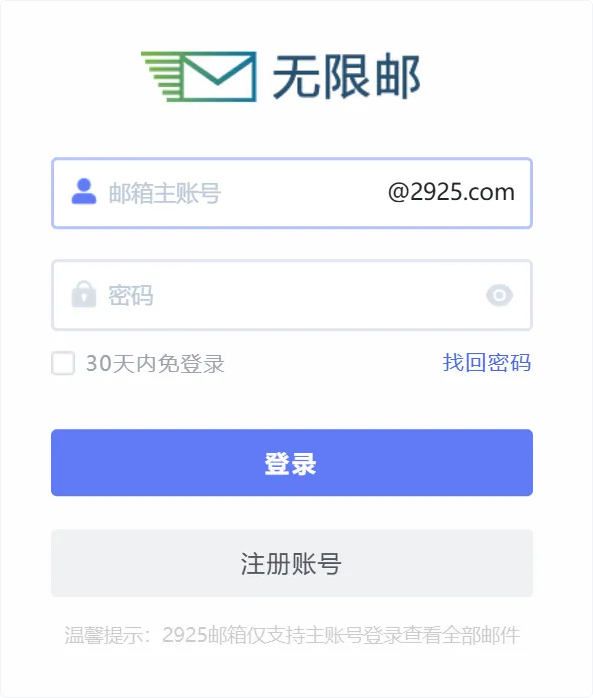 无限邮
邮箱主账号 @2925.com
密码
30天内免登录 找回密码
登录
注册账号
温馨提示：2925邮箱仅支持主账号登录查看全部邮件